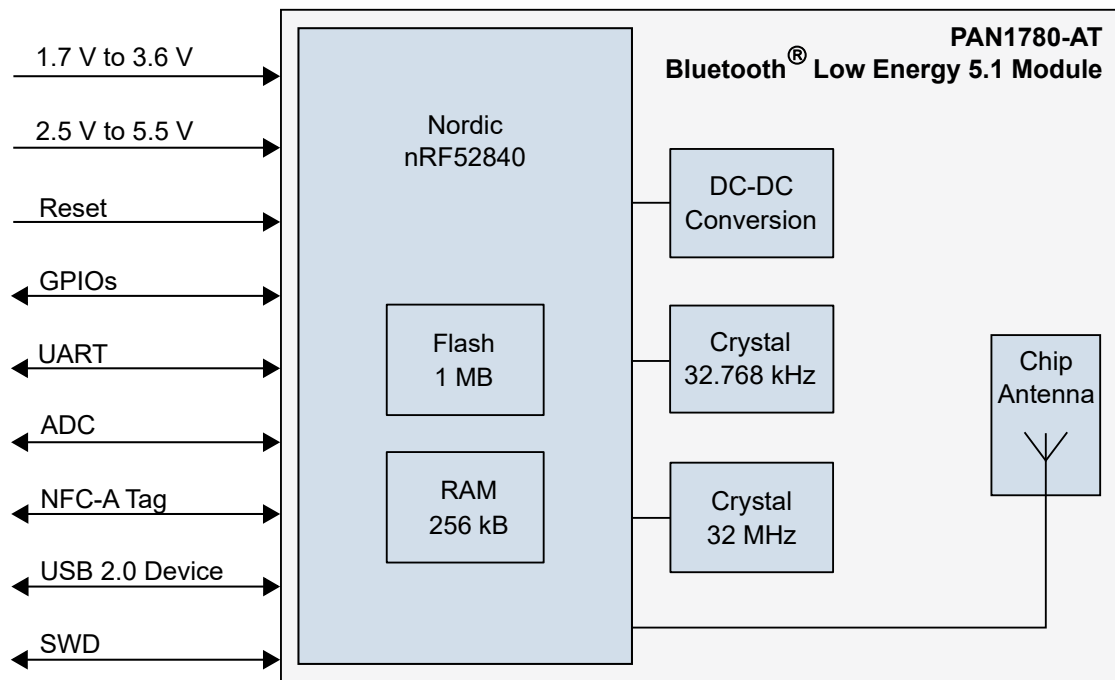 PAN1780-AT
Bluetooth® Low Energy 5.1 Module
1.7 V to 3.6 V
2.5 V to 5.5 V
Reset
GPIOs
UART
ADC
NFC-A Tag
USB 2.0 Device
SWD
Nordic
nRF52840
Flash
1 MB
RAM
256 kB
DC-DC
Conversion
Crystal
32.768 kHz
Crystal
32 MHz
Chip
Antenna